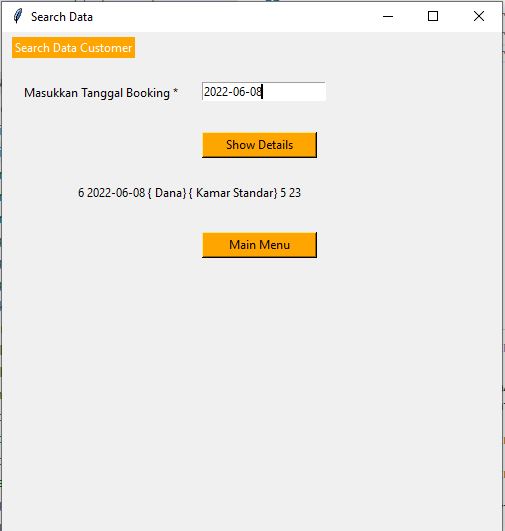 Search Data
Search Data Customer
Masukkan Tanggal Booking * 2022-06-08
Show Details
6 2022-06-08 { Dana} { Kamar Standar} 5 23
Main Menu